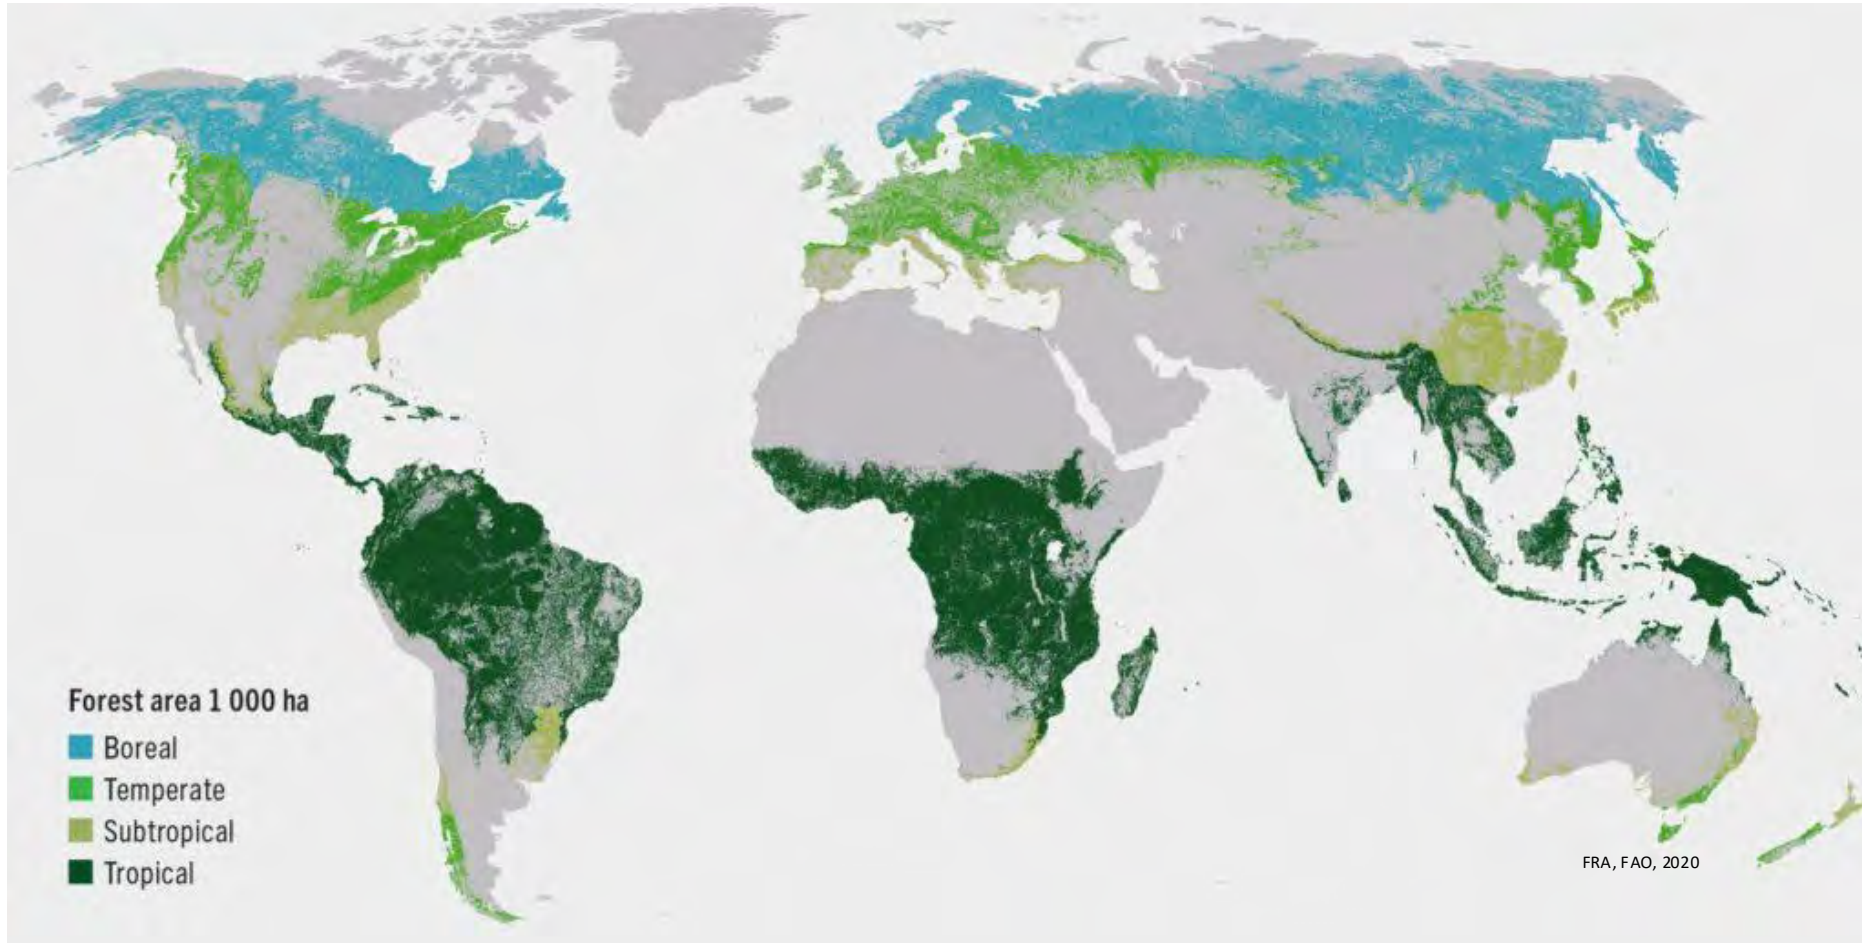 Forest area 1 000 ha
Boreal
Temperate
Subtropical
Tropical
FRA, FAO, 2020